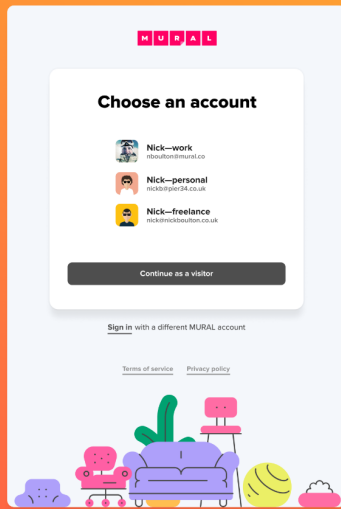 MURAL
Choose an account
Nick—work
nboulton@mural.co
Nick—personal
nickb@pier34.co.uk
Nick—freelance
nick@nickboulton.co.uk
Continue as a visitor
Sign in with a different MURAL account
Terms of service Privacy policy